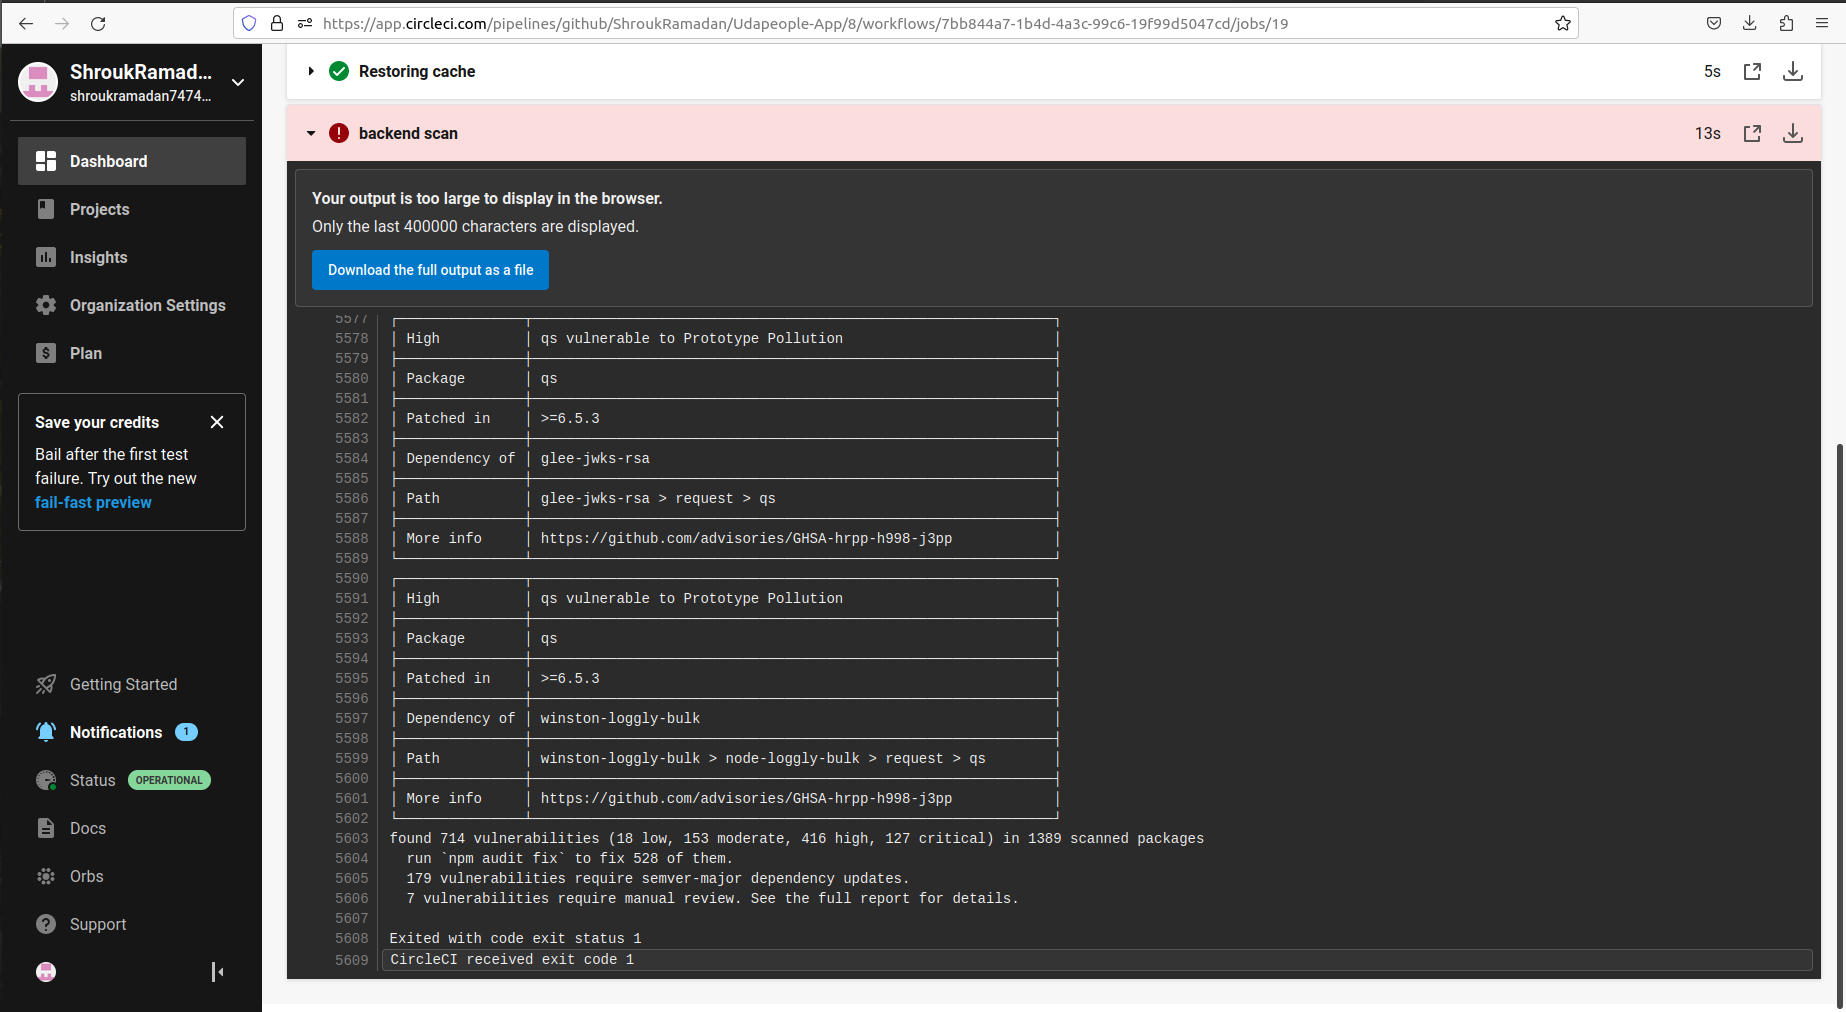 https://app.circleci.com/pipelines/github/ShroukRamadan/Udapeople-App/8/workflows/7bb844a7-1b4d-4a3c-99c6-19f99d5047cd/jobs/19
ShroukRamad...
shroukramadan7474...
Dashboard
Projects
Insights
Organization Settings
$ Plan
Save your credits
Bail after the first test
failure. Try out the new
fail-fast preview
Getting Started
Notifications 1
Status OPERATIONAL
Docs
Orbs
? Support
Restoring cache 5s
! backend scan 13s
Your output is too large to display in the browser.
Only the last 400000 characters are displayed.
Download the full output as a file
5577
5578 High qs vulnerable to Prototype Pollution
5579
5580 Package qs
5581
5582 Patched in >=6.5.3
5583
5584 Dependency of glee-jwks-rsa
5585
5586 Path glee-jwks-rsa > request > qs
5587
5588 More info https://github.com/advisories/GHSA-hrpp-h998-j3pp
5589
5590
5591 High qs vulnerable to Prototype Pollution
5592
5593 Package qs
5594
5595 Patched in >=6.5.3
5596
5597 Dependency of winston-loggly-bulk
5598
5599 Path winston-loggly-bulk > node-loggly-bulk > request > qs
5600
5601 More info https://github.com/advisories/GHSA-hrpp-h998-j3pp
5602
5603 found 714 vulnerabilities (18 low, 153 moderate, 416 high, 127 critical) in 1389 scanned packages
5604 run `npm audit fix` to fix 528 of them.
5605 179 vulnerabilities require semver-major dependency updates.
5606 7 vulnerabilities require manual review. See the full report for details.
5607
5608 Exited with code exit status 1
5609 CircleCI received exit code 1